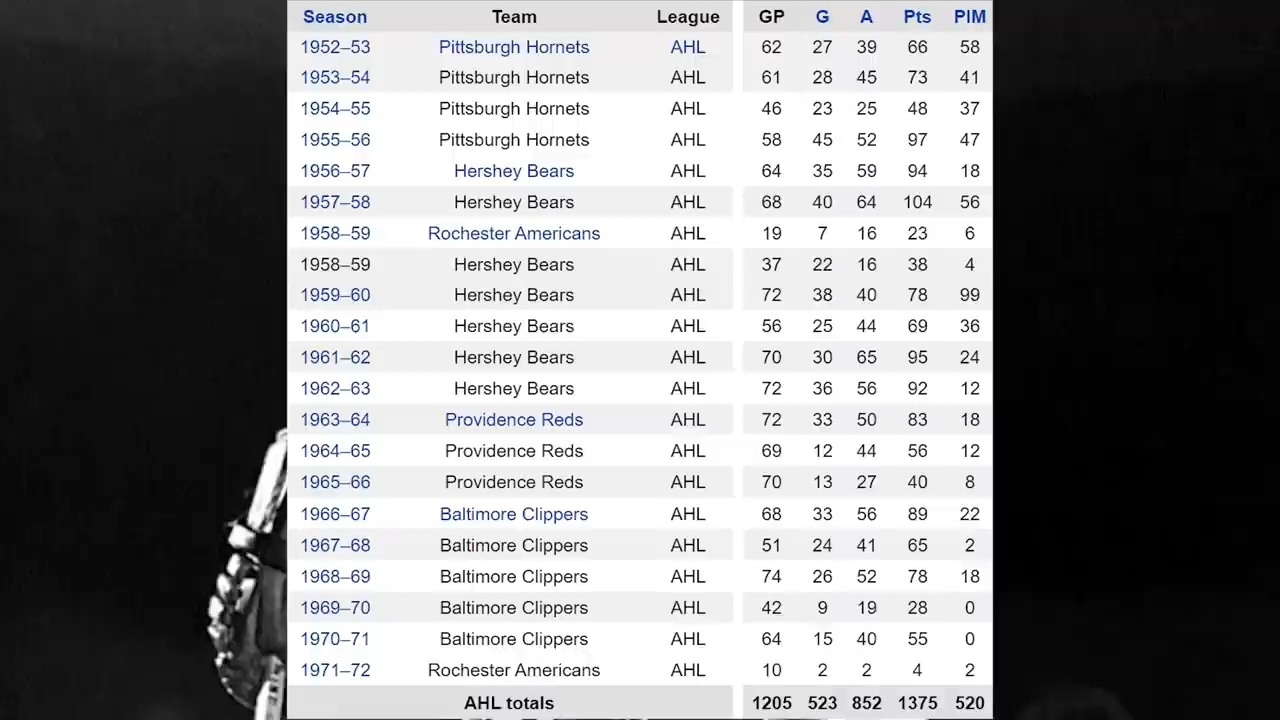 Season Team League GP G A Pts PIM
1952–53 Pittsburgh Hornets AHL 62 27 39 66 58
1953–54 Pittsburgh Hornets AHL 61 28 45 73 41
1954–55 Pittsburgh Hornets AHL 46 23 25 48 37
1955–56 Pittsburgh Hornets AHL 58 45 52 97 47
1956–57 Hershey Bears AHL 64 35 59 94 18
1957–58 Hershey Bears AHL 68 40 64 104 56
1958–59 Rochester Americans AHL 19 7 16 23 6
1958–59 Hershey Bears AHL 37 22 16 38 4
1959–60 Hershey Bears AHL 72 38 40 78 99
1960–61 Hershey Bears AHL 56 25 44 69 36
1961–62 Hershey Bears AHL 70 30 65 95 24
1962–63 Hershey Bears AHL 72 36 56 92 12
1963–64 Providence Reds AHL 72 33 50 83 18
1964–65 Providence Reds AHL 69 12 44 56 12
1965–66 Providence Reds AHL 70 13 27 40 8
1966–67 Baltimore Clippers AHL 68 33 56 89 22
1967–68 Baltimore Clippers AHL 51 24 41 65 2
1968–69 Baltimore Clippers AHL 74 26 52 78 18
1969–70 Baltimore Clippers AHL 42 9 19 28 0
1970–71 Baltimore Clippers AHL 64 15 40 55 0
1971–72 Rochester Americans AHL 10 2 2 4 2
AHL totals 1205 523 852 1375 520